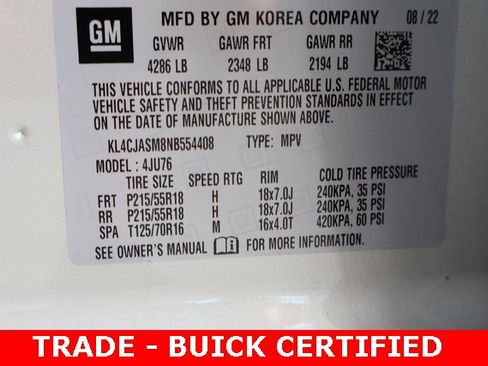 GM
MFD BY GM KOREA COMPANY 08 / 22
GVWR GAWR FRT GAWR RR
4286 LB 2348 LB 2194 LB
THIS VEHICLE CONFORMS TO ALL APPLICABLE U.S. FEDERAL MOTOR
VEHICLE SAFETY AND THEFT PREVENTION STANDARDS IN EFFECT
ON THE DATE OF MANUFACTURE SHOWN ABOVE.
KL4CJASM8NB554408 TYPE: MPV
MODEL: 4JU76
TIRE SIZE SPEED RTG RIM COLD TIRE PRESSURE
FRT P215/55R18 H 18x7.0J 240KPA, 35 PSI
RR P215/55R18 H 18x7.0J 240KPA, 35 PSI
SPA T125/70R16 M 16x4.0T 420KPA, 60 PSI
SEE OWNER'S MANUAL i FOR MORE INFORMATION.
TRADE - BUICK CERTIFIED